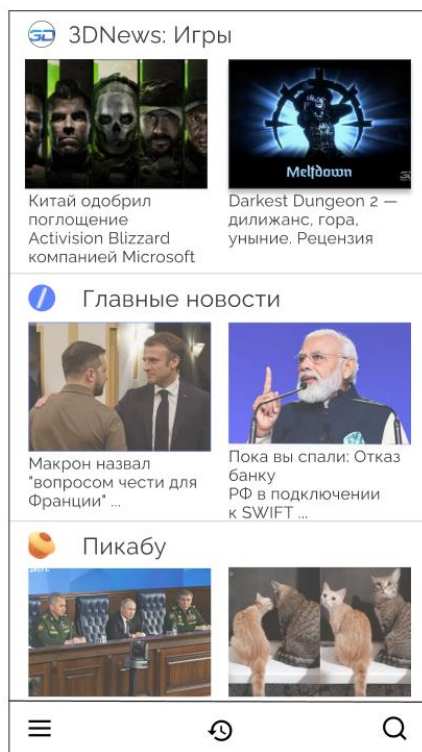 3DNews: Игры
Meltdown
Китай одобрил
поглощение
Activision Blizzard
компанией Microsoft
Darkest Dungeon 2 —
дилижанс, гора,
уныние. Рецензия
Главные новости
Макрон назвал
"вопросом чести для
Франции" ...
Пока вы спали: Отказ
банку
РФ в подключении
к SWIFT ...
Пикабу